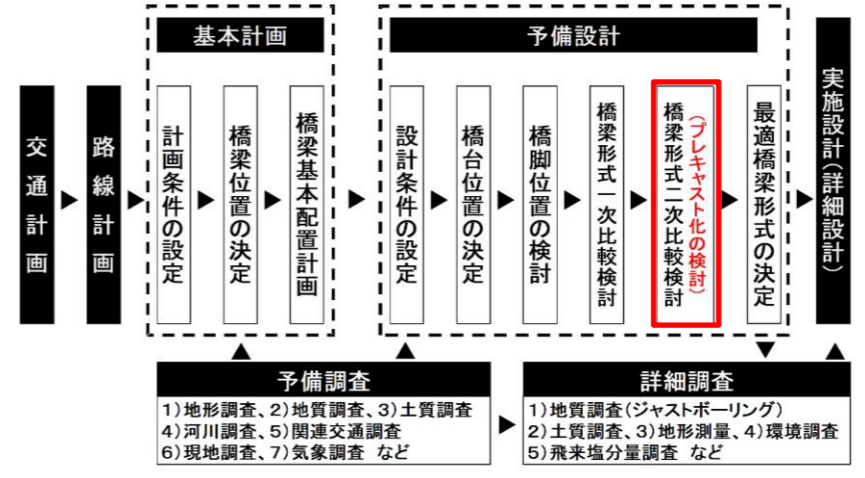 基本計画
予備設計
交通計画
路線計画
計画条件の設定
橋梁位置の決定
橋梁基本配置計画
設計条件の設定
橋台位置の決定
橋脚位置の検討
橋梁形式一次比較検討
橋梁形式二次比較検討
(プレキャスト化の検討)
最適橋梁形式の決定
実施設計(詳細設計)
予備調査
1)地形調査、2)地質調査、3)土質調査
4)河川調査、5)関連交通調査
6)現地調査、7)気象調査 など
詳細調査
1)地質調査(ジャストボーリング)
2)土質調査、3)地形測量、4)環境調査
5)飛来塩分量調査 など